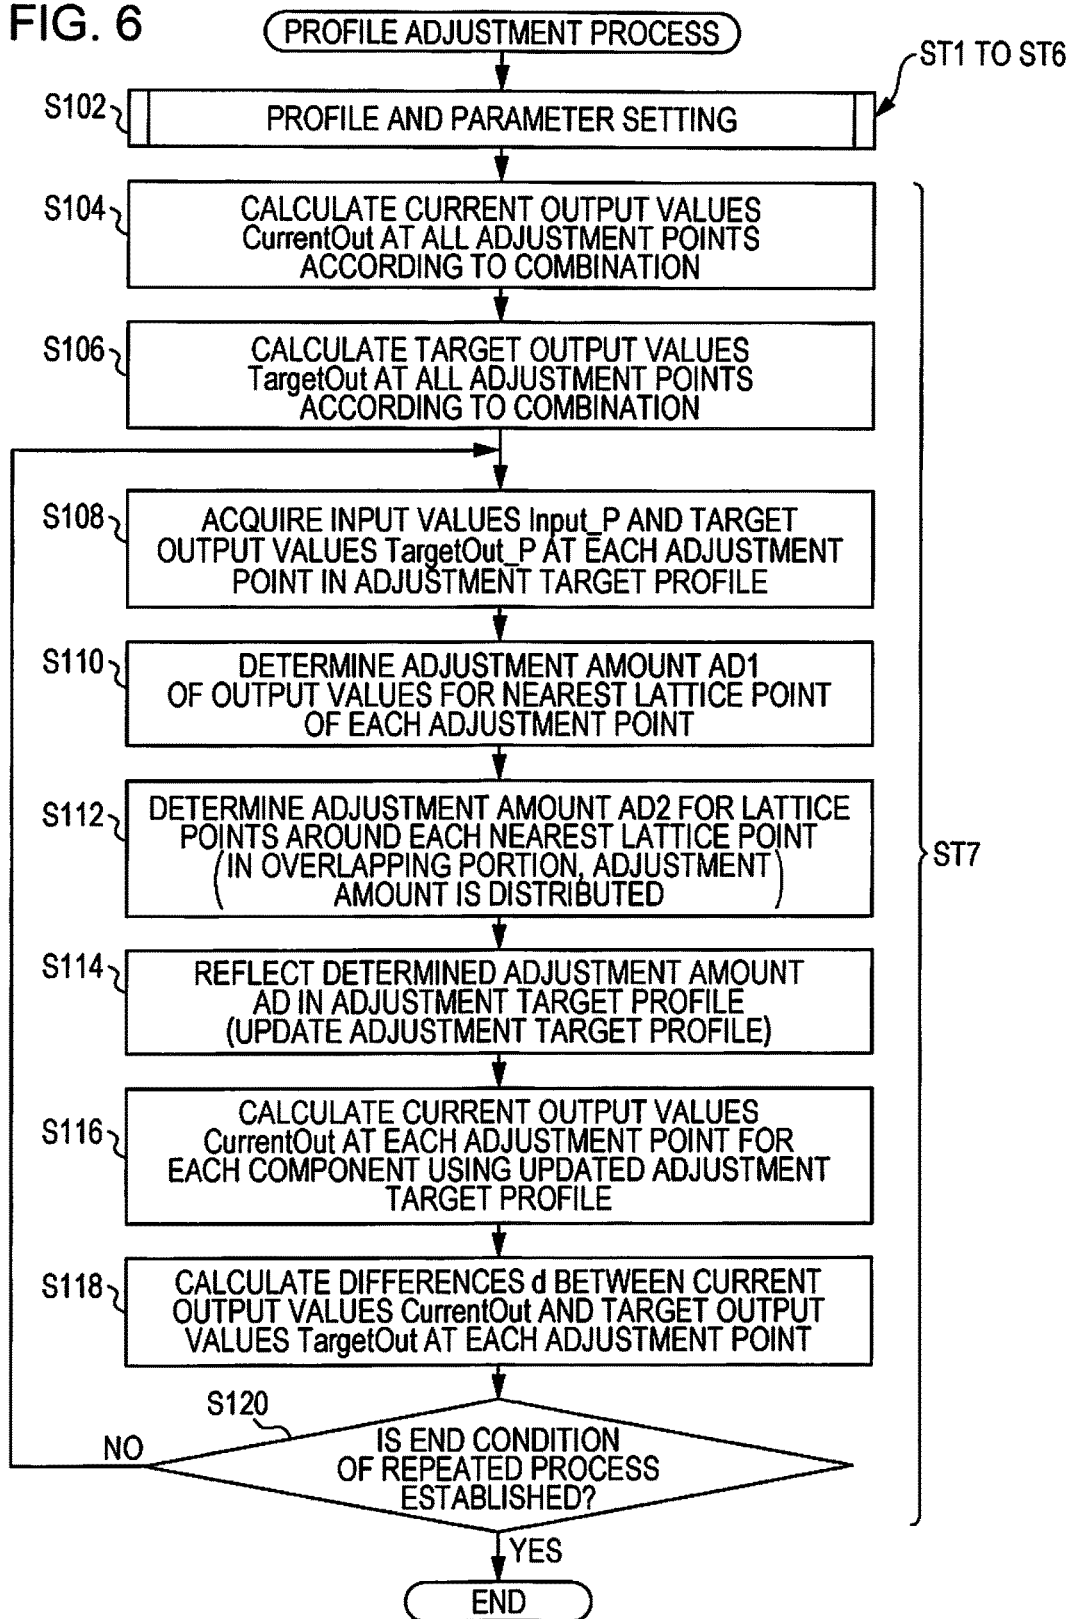 FIG. 6
PROFILE ADJUSTMENT PROCESS
ST1 TO ST6
S102
PROFILE AND PARAMETER SETTING
S104
CALCULATE CURRENT OUTPUT VALUES
CurrentOut AT ALL ADJUSTMENT POINTS
ACCORDING TO COMBINATION
S106
CALCULATE TARGET OUTPUT VALUES
TargetOut AT ALL ADJUSTMENT POINTS
ACCORDING TO COMBINATION
S108
ACQUIRE INPUT VALUES Input_P AND TARGET
OUTPUT VALUES TargetOut_P AT EACH ADJUSTMENT
POINT IN ADJUSTMENT TARGET PROFILE
S110
DETERMINE ADJUSTMENT AMOUNT AD1
OF OUTPUT VALUES FOR NEAREST LATTICE POINT
OF EACH ADJUSTMENT POINT
S112
DETERMINE ADJUSTMENT AMOUNT AD2 FOR LATTICE
POINTS AROUND EACH NEAREST LATTICE POINT
(IN OVERLAPPING PORTION, ADJUSTMENT
AMOUNT IS DISTRIBUTED)
ST7
S114
REFLECT DETERMINED ADJUSTMENT AMOUNT
AD IN ADJUSTMENT TARGET PROFILE
(UPDATE ADJUSTMENT TARGET PROFILE)
S116
CALCULATE CURRENT OUTPUT VALUES
CurrentOut AT EACH ADJUSTMENT POINT FOR
EACH COMPONENT USING UPDATED ADJUSTMENT
TARGET PROFILE
S118
CALCULATE DIFFERENCES d BETWEEN CURRENT
OUTPUT VALUES CurrentOut AND TARGET OUTPUT
VALUES TargetOut AT EACH ADJUSTMENT POINT
S120
IS END CONDITION
OF REPEATED PROCESS
ESTABLISHED?
NO
YES
END